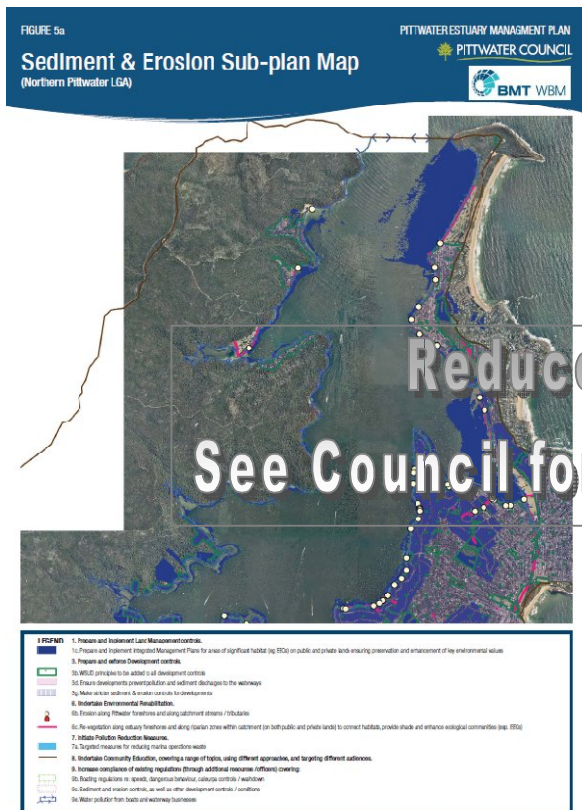 FIGURE 5a
PITTWATER ESTUARY MANAGMENT PLAN
PITTWATER COUNCIL
Sediment & Erosion Sub-plan Map
(Northern Pittwater LGA)
BMT WBM
Reduce
See Council fo
LEGEND
1. Prepare and Implement Land Management controls.
1c. Prepare and implement Integrated Management Plans for areas of significant habitat (eg EECs) on public and private lands ensuring preservation and enhancement of key environmental values
3. Prepare and enforce Development controls.
3b. WSUD principles to be added to all development controls
3d. Ensure developments prevent pollution and sediment discharges to the waterways
3g. Make stricter sediment & erosion controls for developments
6. Undertake Environmental Rehabilitation.
6b. Erosion along Pittwater foreshores and along catchment streams / tributaries
6c. Re-vegetation along estuary foreshores and along riparian zones within catchment (on both public and private lands) to connect habitats, provide shade and enhance ecological communities (esp. EECs)
7. Initiate Pollution Reduction Measures.
7a. Targeted measures for reducing marine operations waste
8. Undertake Community Education, covering a range of topics, using different approaches, and targeting different audiences.
9. Increase compliance of existing regulations (through additional resources /officers) covering.
9b. Boating regulations re: speeds, dangerous behaviour, caulerpa controls / washdown
9c. Sediment and erosion controls, as well as other development controls / conditions
9e. Water pollution from boats and waterway businesses